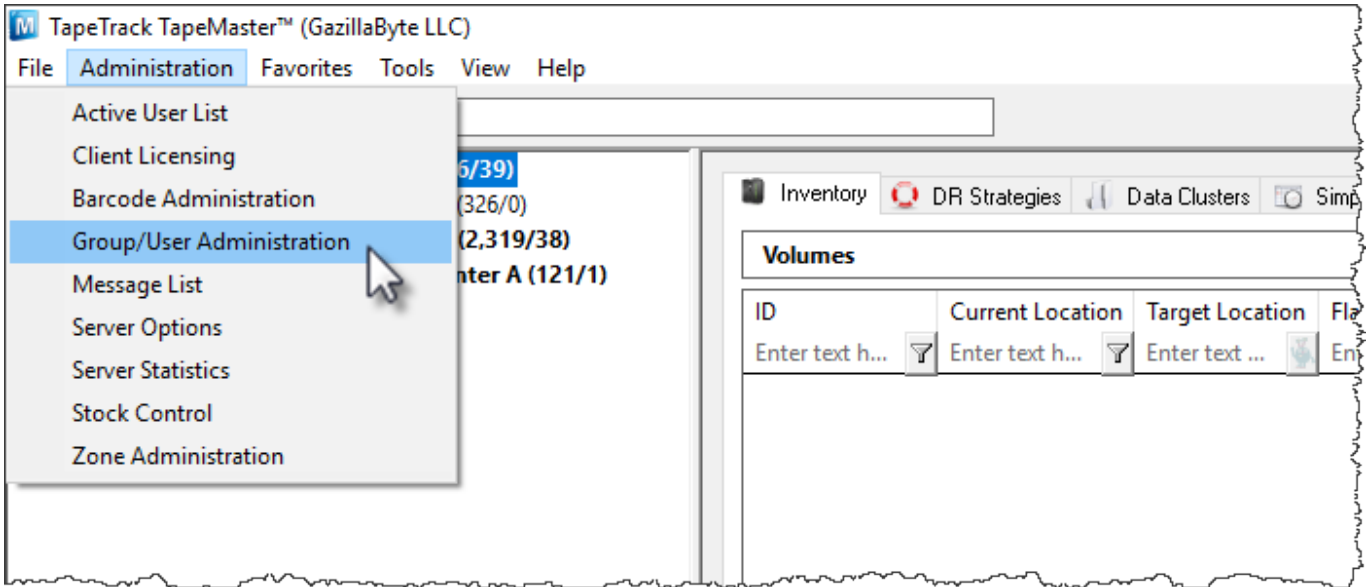 TapeTrack TapeMaster™ (GazillaByte LLC)
File Administration Favorites Tools View Help
Active User List
Client Licensing
Barcode Administration
Group/User Administration
Message List
Server Options
Server Statistics
Stock Control
Zone Administration
6/39)
(326/0)
(2,319/38)
nter A (121/1)
Inventory DR Strategies Data Clusters Simp
Volumes
ID Current Location Target Location Fla
Enter text h... Enter text h... Enter text ... En